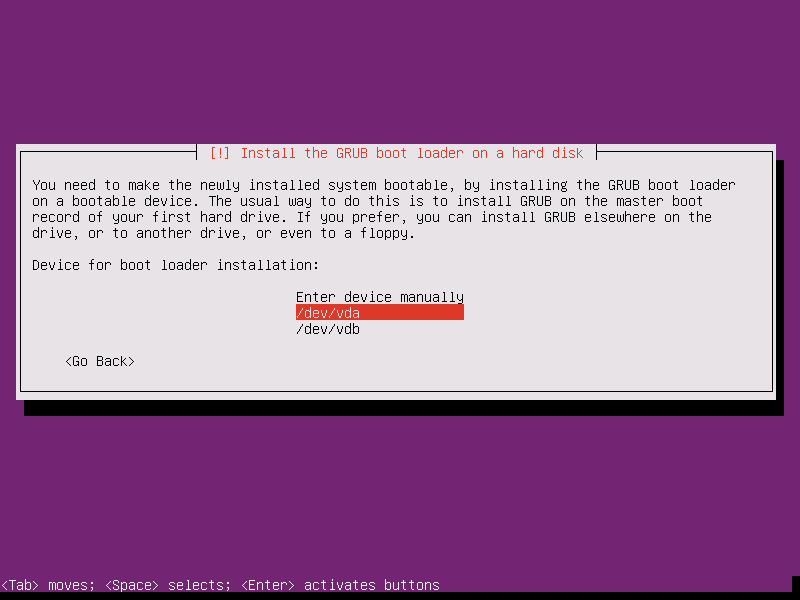 [!] Install the GRUB boot loader on a hard disk
You need to make the newly installed system bootable, by installing the GRUB boot loader
on a bootable device. The usual way to do this is to install GRUB on the master boot
record of your first hard drive. If you prefer, you can install GRUB elsewhere on the
drive, or to another drive, or even to a floppy.
Device for boot loader installation:
Enter device manually
/dev/vda
/dev/vdb
<Go Back>
<Tab> moves; <Space> selects; <Enter> activates buttons